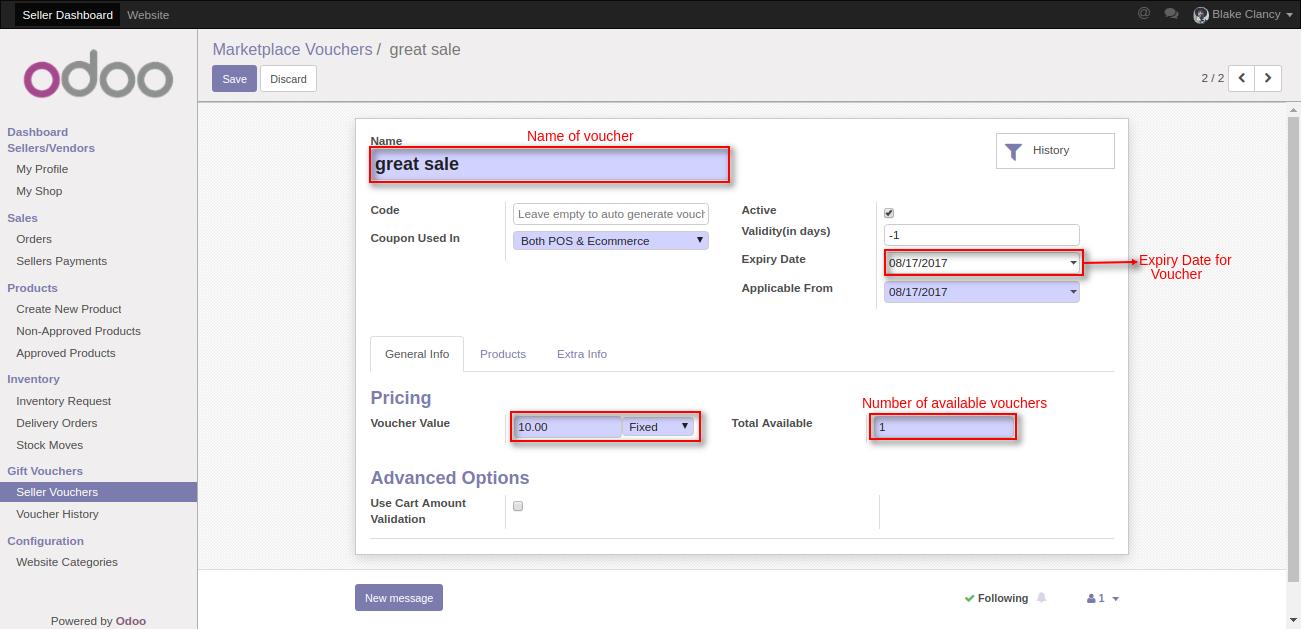 Seller Dashboard Website
@ Blake Clancy
odoo
Marketplace Vouchers / great sale
Save Discard
2 / 2
Dashboard
Sellers/Vendors
My Profile
My Shop
Sales
Orders
Sellers Payments
Products
Create New Product
Non-Approved Products
Approved Products
Inventory
Inventory Request
Delivery Orders
Stock Moves
Gift Vouchers
Seller Vouchers
Voucher History
Configuration
Website Categories
Powered by Odoo
Name
Name of voucher
great sale
History
Code
Leave empty to auto generate vouch
Coupon Used In
Both POS & Ecommerce
Active
Validity(in days)
-1
Expiry Date
08/17/2017
Expiry Date for
Voucher
Applicable From
08/17/2017
General Info Products Extra Info
Pricing
Voucher Value
10.00 Fixed
Number of available vouchers
Total Available
1
Advanced Options
Use Cart Amount
Validation
New message
Following
1